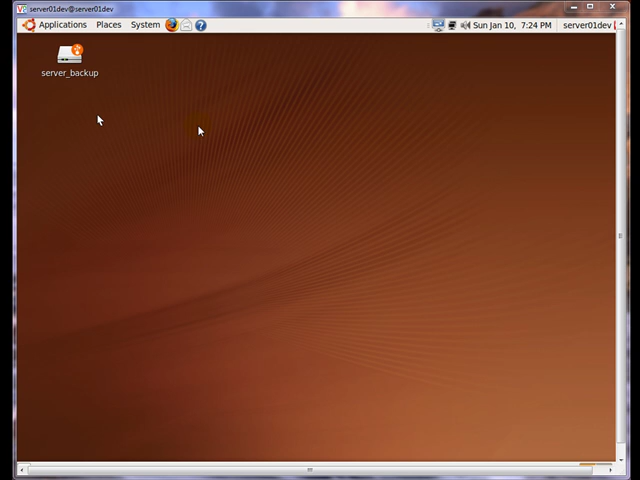 server01dev@server01dev
Applications Places System Sun Jan 10, 7:24 PM server01dev
server_backup